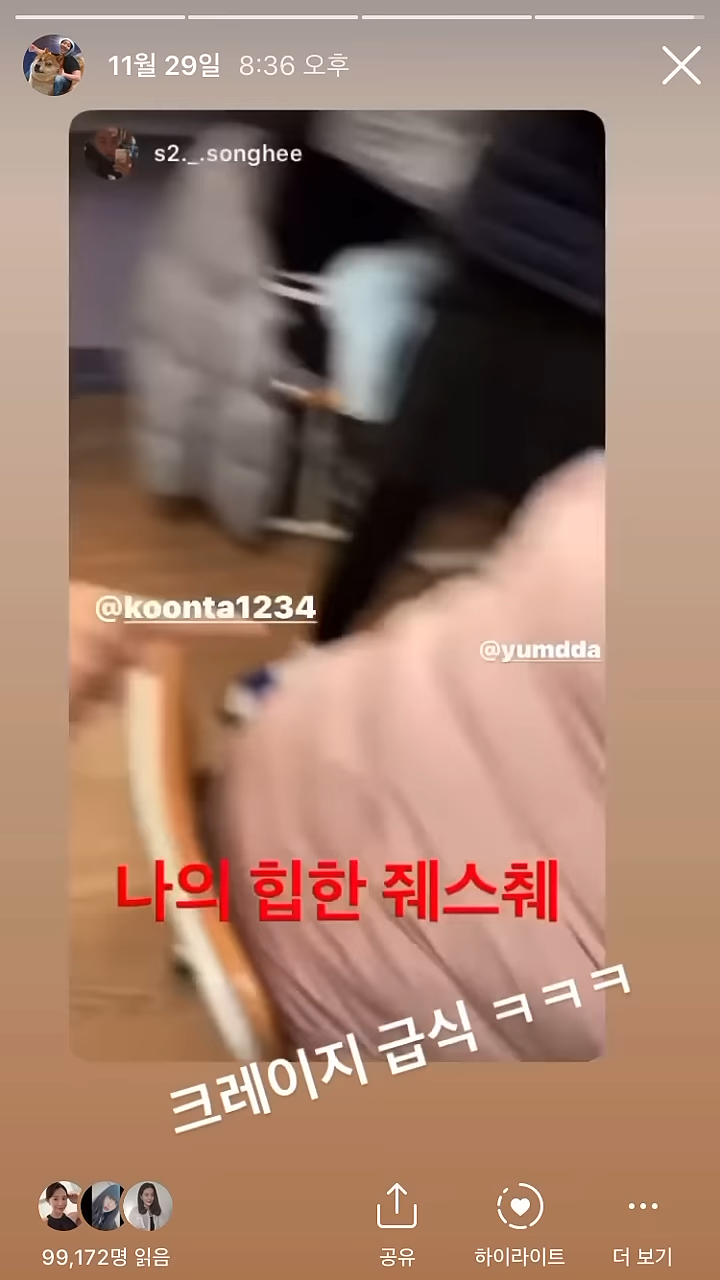 11월 29일 8:36 오후
s2._.songhee
@koonta1234
@yumdda
나의 힙한 줴스췌
크레이지 급식 ㅋㅋㅋ
99,172명 읽음
공유
하이라이트
더 보기